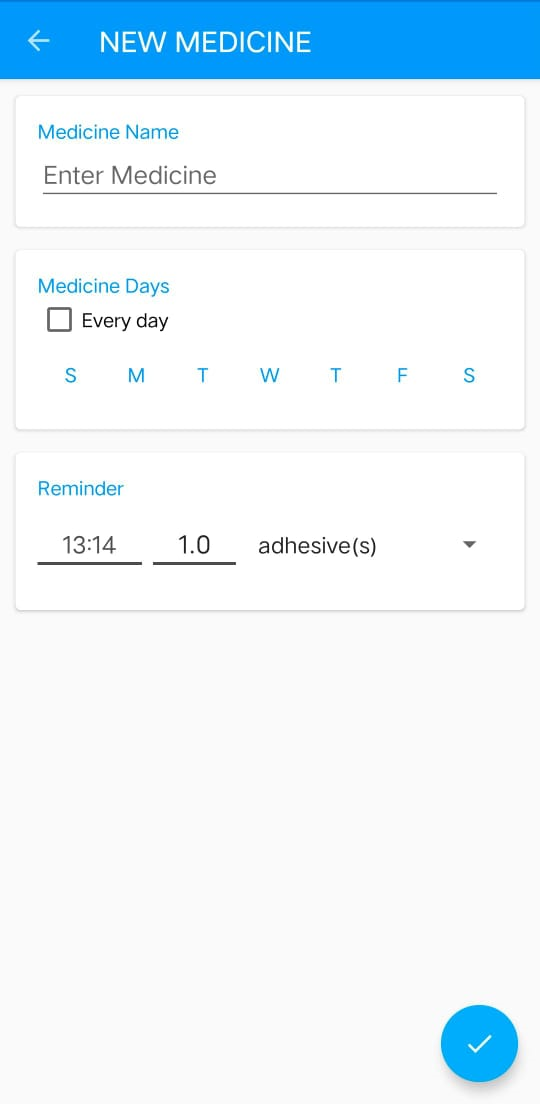 NEW MEDICINE
Medicine Name
Enter Medicine
Medicine Days
Every day
S M T W T F S
Reminder
13:14 1.0 adhesive(s)